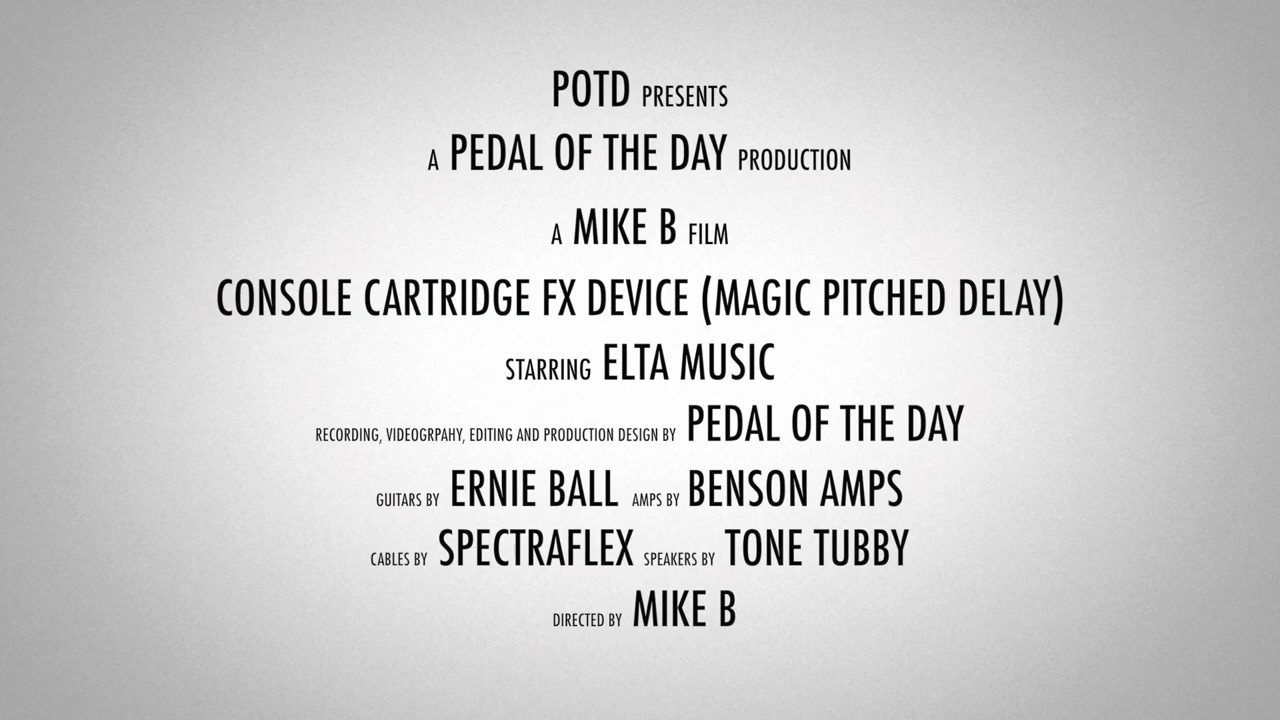 POTD PRESENTS
A PEDAL OF THE DAY PRODUCTION
A MIKE B FILM
CONSOLE CARTRIDGE FX DEVICE (MAGIC PITCHED DELAY)
STARRING ELTA MUSIC
RECORDING, VIDEOGRPAHY, EDITING AND PRODUCTION DESIGN BY PEDAL OF THE DAY
GUITARS BY ERNIE BALL AMPS BY BENSON AMPS
CABLES BY SPECTRAFLEX SPEAKERS BY TONE TUBBY
DIRECTED BY MIKE B